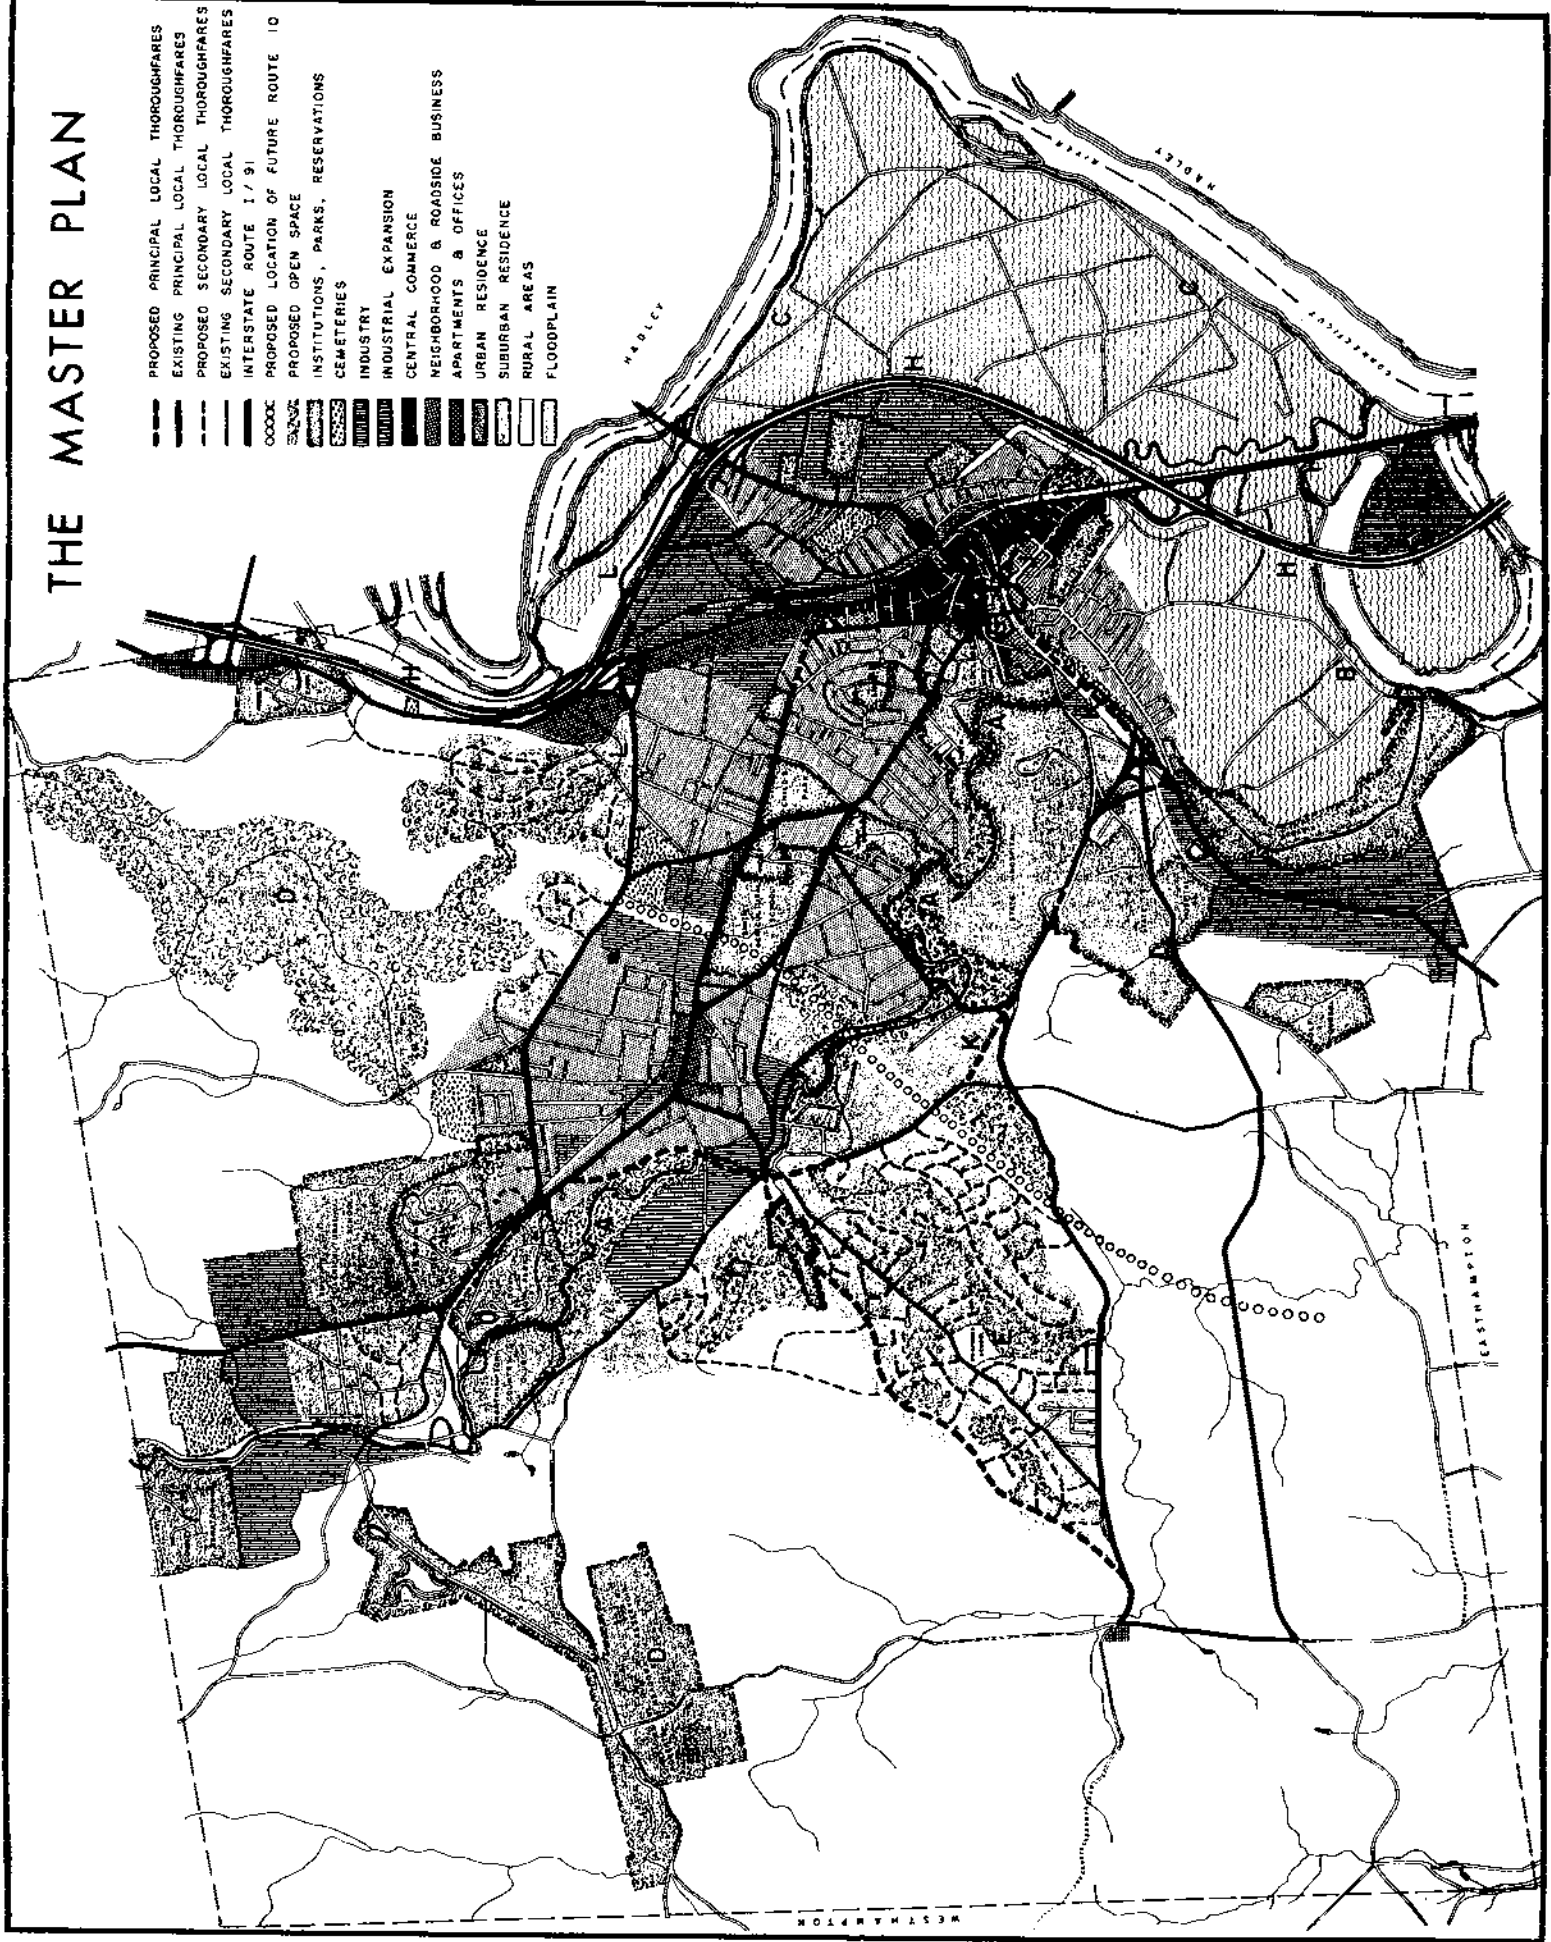 THE MASTER PLAN
PROPOSED PRINCIPAL LOCAL THOROUGHFARES
EXISTING PRINCIPAL LOCAL THOROUGHFARES
PROPOSED SECONDARY LOCAL THOROUGHFARES
EXISTING SECONDARY LOCAL THOROUGHFARES
INTERSTATE ROUTE I / 91
PROPOSED LOCATION OF FUTURE ROUTE 10
PROPOSED OPEN SPACE
INSTITUTIONS, PARKS, RESERVATIONS
CEMETERIES
INDUSTRY
INDUSTRIAL EXPANSION
CENTRAL COMMERCE
NEIGHBORHOOD & ROADSIDE BUSINESS
APARTMENTS & OFFICES
URBAN RESIDENCE
SUBURBAN RESIDENCE
RURAL AREAS
FLOODPLAIN
HADLEY
HADLEY
CONNECTICUT RIVER
EASTHAMPTON
WESTHAMPTON
H
L
C
C
H
H
B
A
A
K
D
F
A
E
D